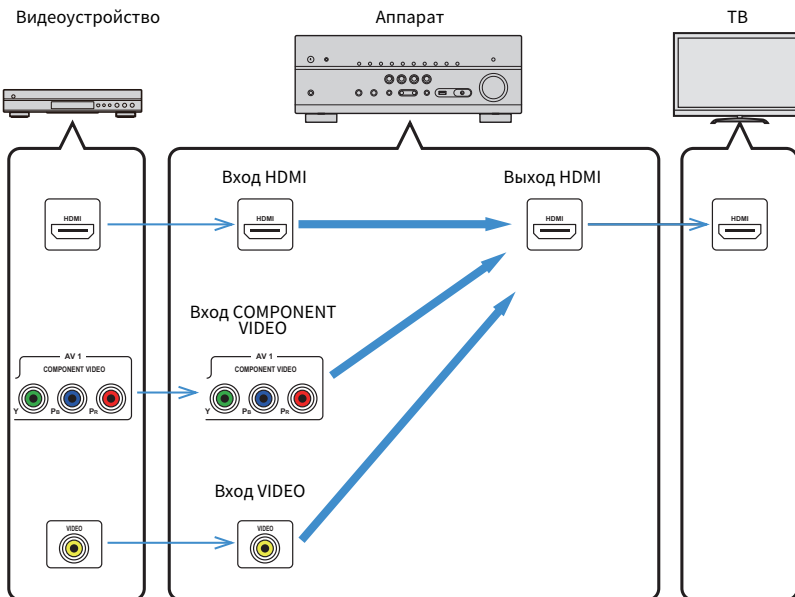 Видеоустройство
Аппарат
ТВ
Вход HDMI
Выход HDMI
HDMI
HDMI
HDMI
HDMI
Вход COMPONENT
VIDEO
AV 1
COMPONENT VIDEO
Y PB PR
AV 1
COMPONENT VIDEO
Y PB PR
Вход VIDEO
VIDEO
VIDEO